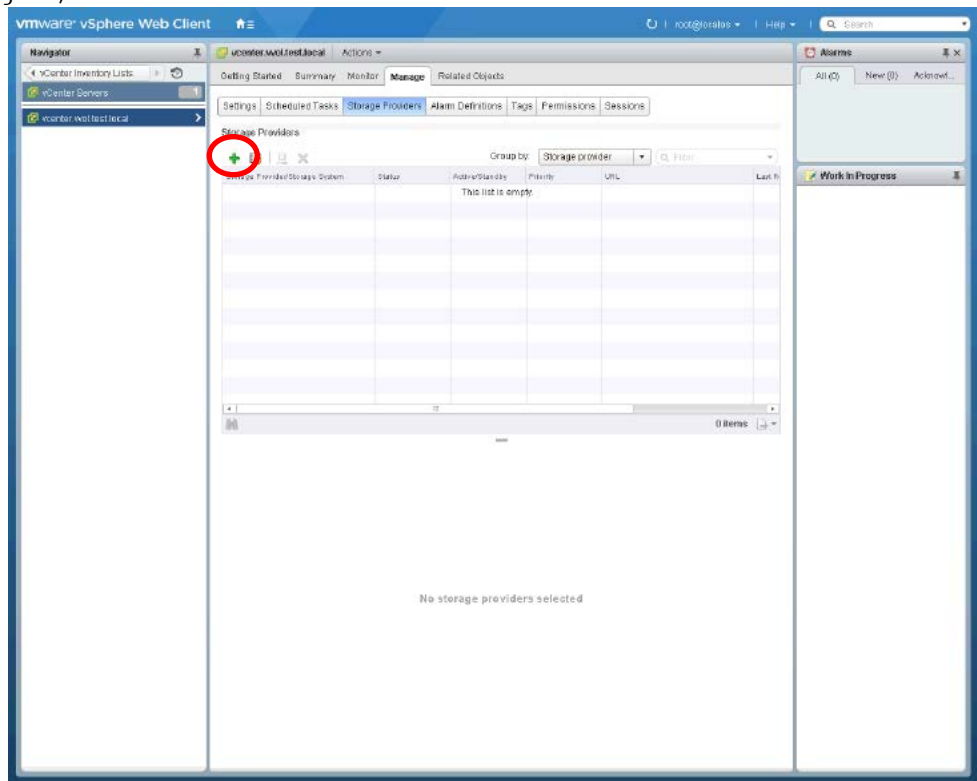 vmware vSphere Web Client
Help
Search
Navigator
vCenter Inventory Lists
vCenter Servers 1
vcenter.wol.test.local
vcenter.wol.test.local Actions
Getting Started Summary Monitor Manage Related Objects
Settings Scheduled Tasks Storage Providers Alarm Definitions Tags Permissions Sessions
Storage Providers
Group by: Storage provider Filter
Storage Provider/Storage System Status Active/Standby Priority URL
This list is empty.
0 items
No storage providers selected
Alarms
All (0) New (0) Acknowl...
Work In Progress